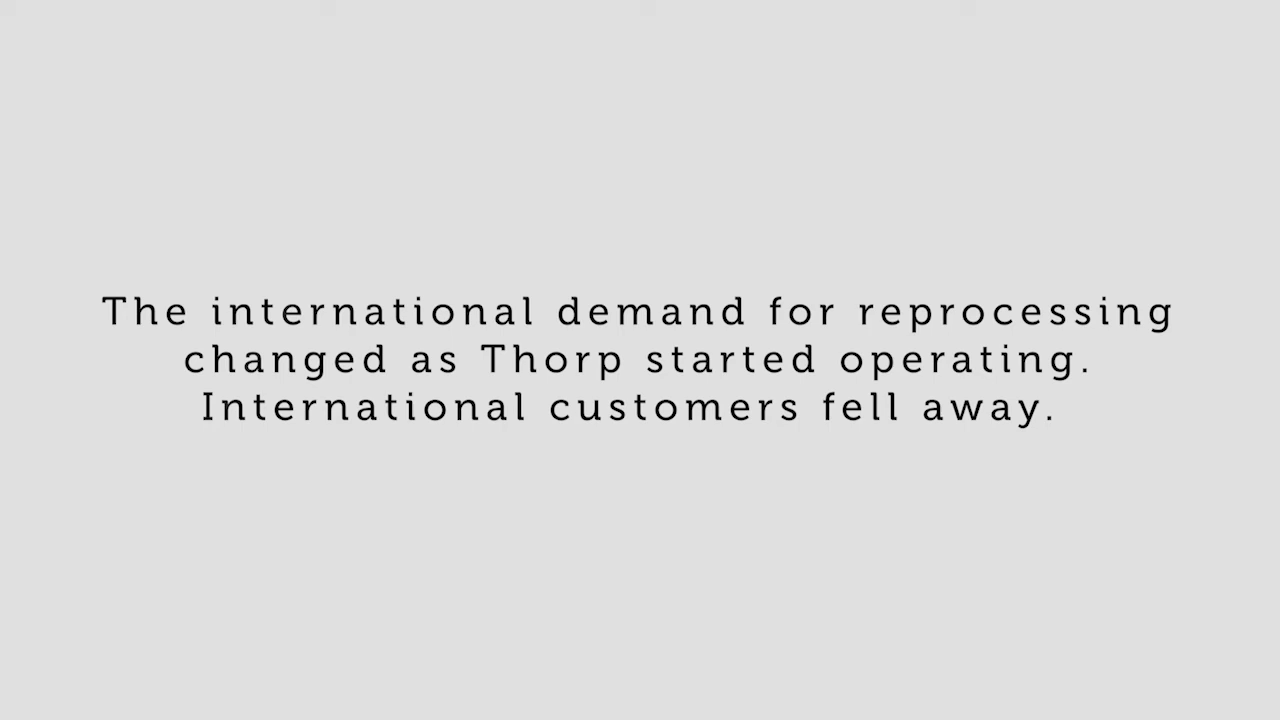 The international demand for reprocessing
changed as Thorp started operating.
International customers fell away.